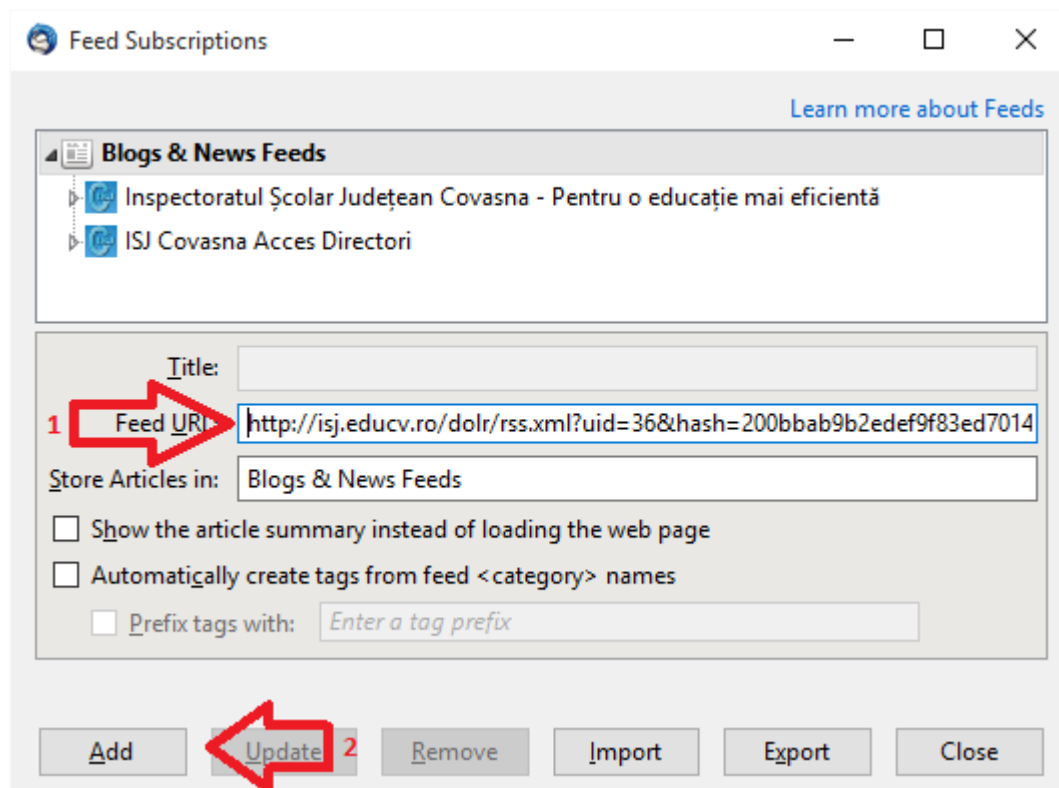 Feed Subscriptions
Learn more about Feeds
Blogs & News Feeds
Inspectoratul Școlar Județean Covasna - Pentru o educație mai eficientă
ISJ Covasna Acces Directori
Title:
1 Feed URL: http://isj.educv.ro/dolr/rss.xml?uid=36&hash=200bbab9b2edef9f83ed7014
Store Articles in: Blogs & News Feeds
Show the article summary instead of loading the web page
Automatically create tags from feed <category> names
Prefix tags with: Enter a tag prefix
Add Update 2 Remove Import Export Close